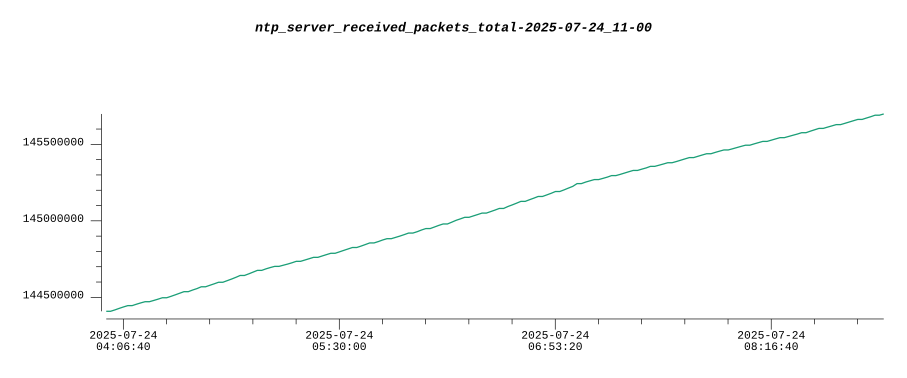 ntp_server_received_packets_total-2025-07-24_11-00
145500000
145000000
144500000
2025-07-24 2025-07-24 2025-07-24 2025-07-24
04:06:40 05:30:00 06:53:20 08:16:40